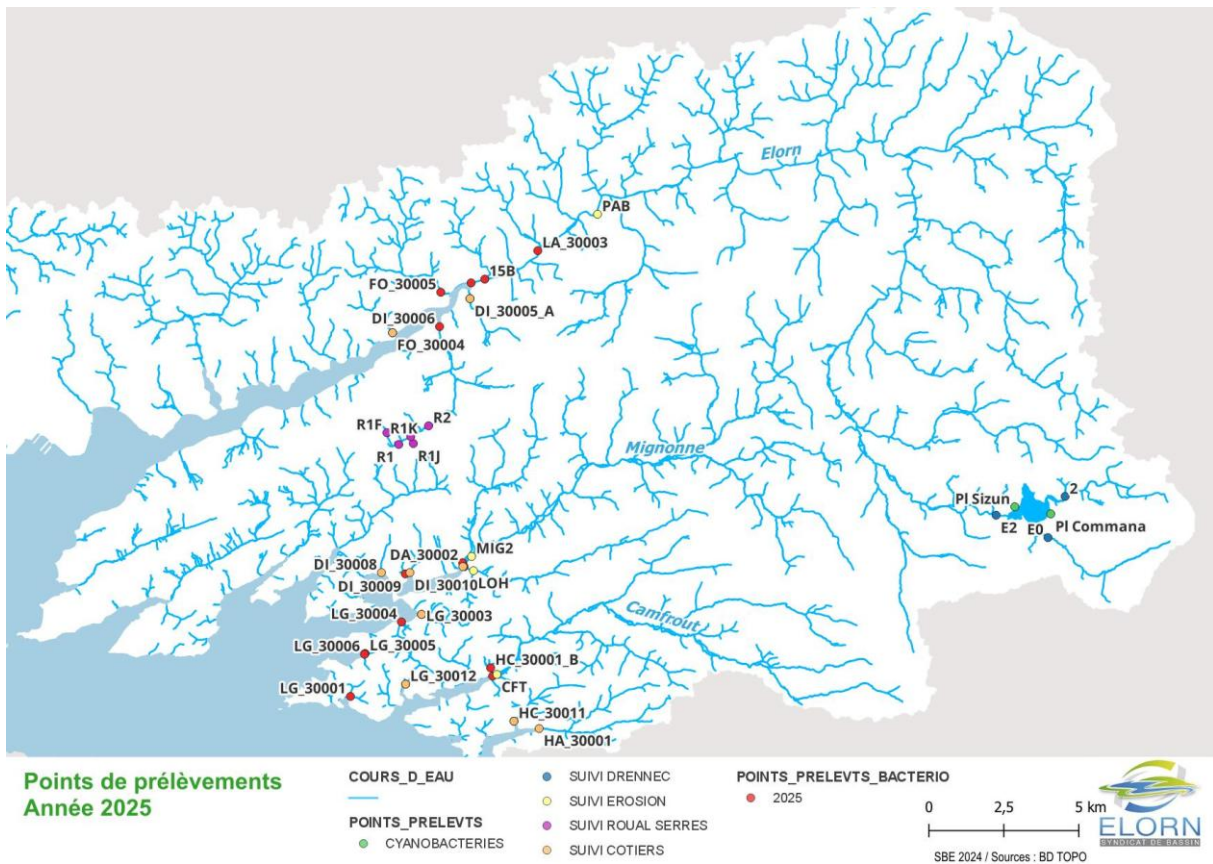 Elorn
PAB
LA_30003
15B
FO_30005
DI_30005_A
DI_30006
FO_30004
R2
R1F
R1K
R1
R1J
Mignonne
2
Pl Sizun
E2
E0
Pl Commana
MIG2
DA_30002
DI_30008
DI_30009
DI_30010
LOH
LG_30004
LG_30003
Camfrout
LG_30006
LG_30005
HC_30001_B
LG_30012
CFT
LG_30001
HC_30011
HA_30001
Points de prélèvements
Année 2025
COURS_D_EAU
POINTS_PRELEVTS
CYANOBACTERIES
SUIVI DRENNEC
SUIVI EROSION
SUIVI ROUAL SERRES
SUIVI COTIERS
POINTS_PRELEVTS_BACTERIO
2025
0 2,5 5 km
ELORN
SYNDICAT DE BASSIN
SBE 2024 / Sources : BD TOPO